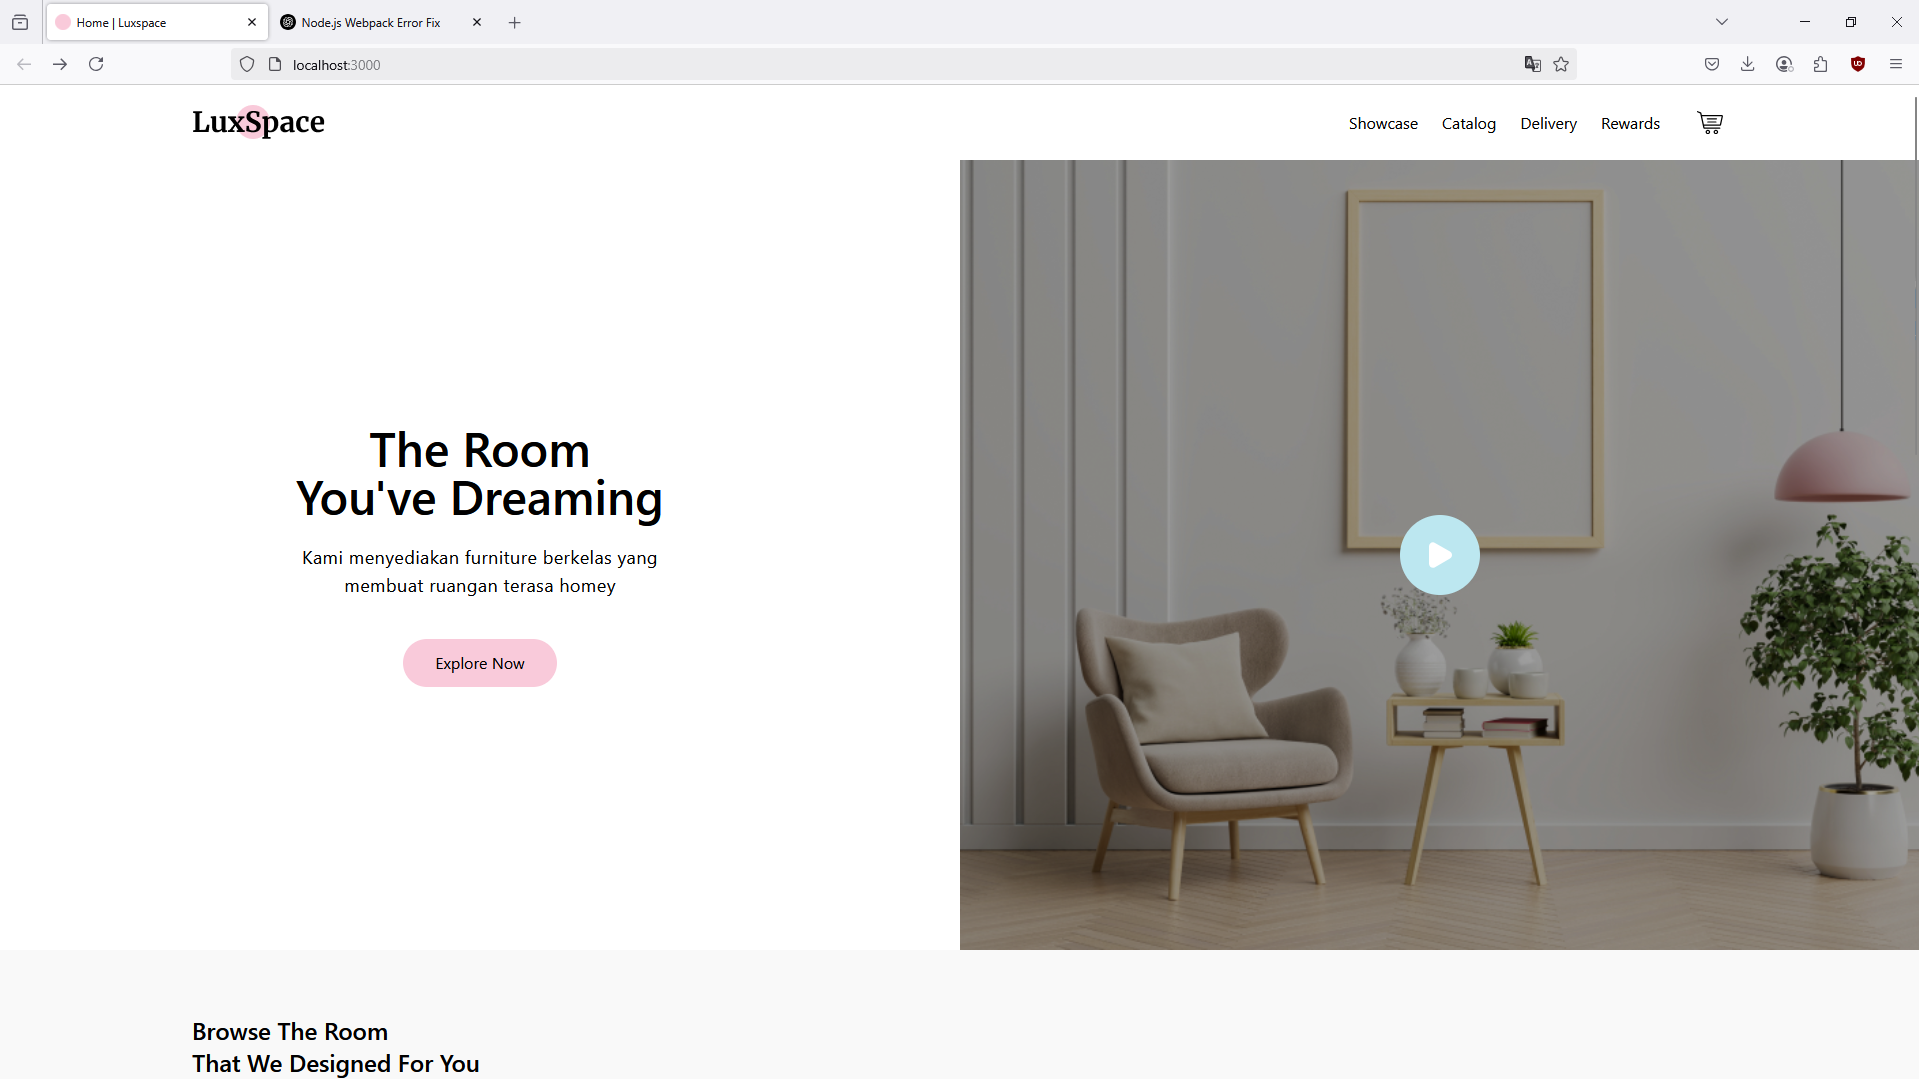 Home | Luxspace
Node.js Webpack Error Fix
localhost:3000
LuxSpace
Showcase
Catalog
Delivery
Rewards
The Room
You've Dreaming
Kami menyediakan furniture berkelas yang
membuat ruangan terasa homey
Explore Now
Browse The Room
That We Designed For You